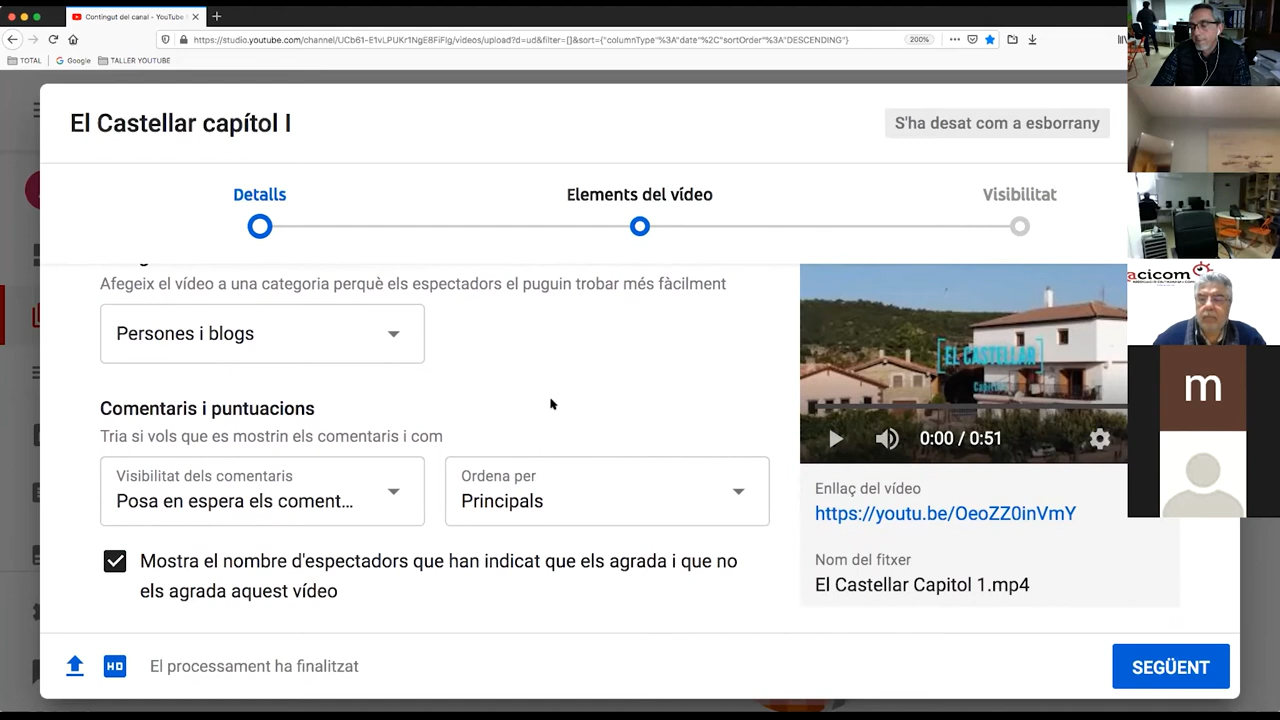 Contingut del canal - YouTube
https://studio.youtube.com/channel/UCb61-E1vLPUKr1NgE8FiFlg/videos/upload?d=ud&filter=[]&sort={"columnType"%3A"date"%2C"sortOrder"%3A"DESCENDING"}
200%
TOTAL
Google
TALLER YOUTUBE
El Castellar capítol I
S'ha desat com a esborrany
Detalls
Elements del vídeo
Visibilitat
Afegeix el vídeo a una categoria perquè els espectadors el puguin trobar més fàcilment
Persones i blogs
Comentaris i puntuacions
Tria si vols que es mostrin els comentaris i com
Visibilitat dels comentaris
Posa en espera els coment...
Ordena per
Principals
Mostra el nombre d'espectadors que han indicat que els agrada i que no
els agrada aquest vídeo
EL CASTELLAR
0:00 / 0:51
Enllaç del vídeo
https://youtu.be/OeoZZ0inVmY
Nom del fitxer
El Castellar Capitol 1.mp4
HD
El processament ha finalitzat
SEGÜENT
acicom
m